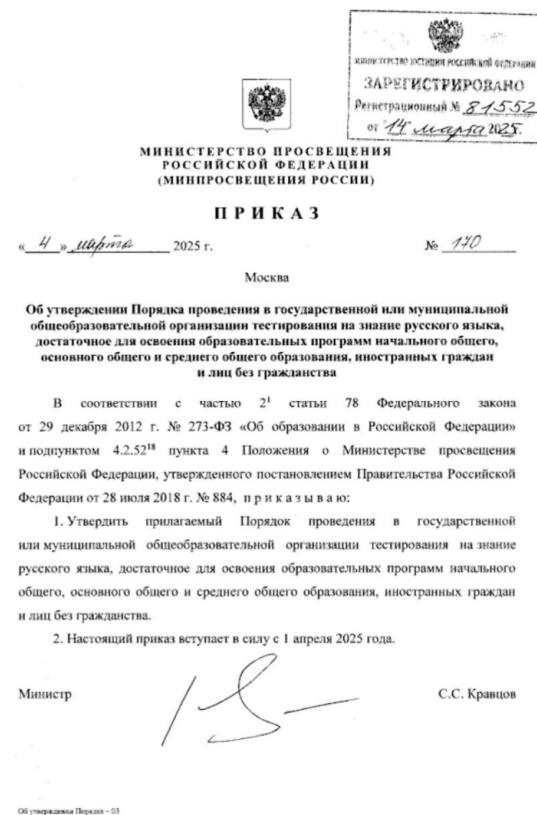 МИНИСТЕРСТВО ЮСТИЦИИ РОССИЙСКОЙ ФЕДЕРАЦИИ
ЗАРЕГИСТРИРОВАНО
Регистрационный № 81552
от "14 марта 2025.
МИНИСТЕРСТВО ПРОСВЕЩЕНИЯ
РОССИЙСКОЙ ФЕДЕРАЦИИ
(МИНПРОСВЕЩЕНИЯ РОССИИ)
ПРИКАЗ
« 4 » марта 2025 г. № 170
Москва
Об утверждении Порядка проведения в государственной или муниципальной
общеобразовательной организации тестирования на знание русского языка,
достаточное для освоения образовательных программ начального общего,
основного общего и среднего общего образования, иностранных граждан
и лиц без гражданства
В соответствии с частью 2¹ статьи 78 Федерального закона
от 29 декабря 2012 г. № 273-ФЗ «Об образовании в Российской Федерации»
и подпунктом 4.2.52¹⁸ пункта 4 Положения о Министерстве просвещения
Российской Федерации, утвержденного постановлением Правительства Российской
Федерации от 28 июля 2018 г. № 884, п р и к а з ы в а ю:
1. Утвердить прилагаемый Порядок проведения в государственной
или муниципальной общеобразовательной организации тестирования на знание
русского языка, достаточное для освоения образовательных программ начального
общего, основного общего и среднего общего образования, иностранных граждан
и лиц без гражданства.
2. Настоящий приказ вступает в силу с 1 апреля 2025 года.
Министр С.С. Кравцов
Об утверждении Порядка – 03